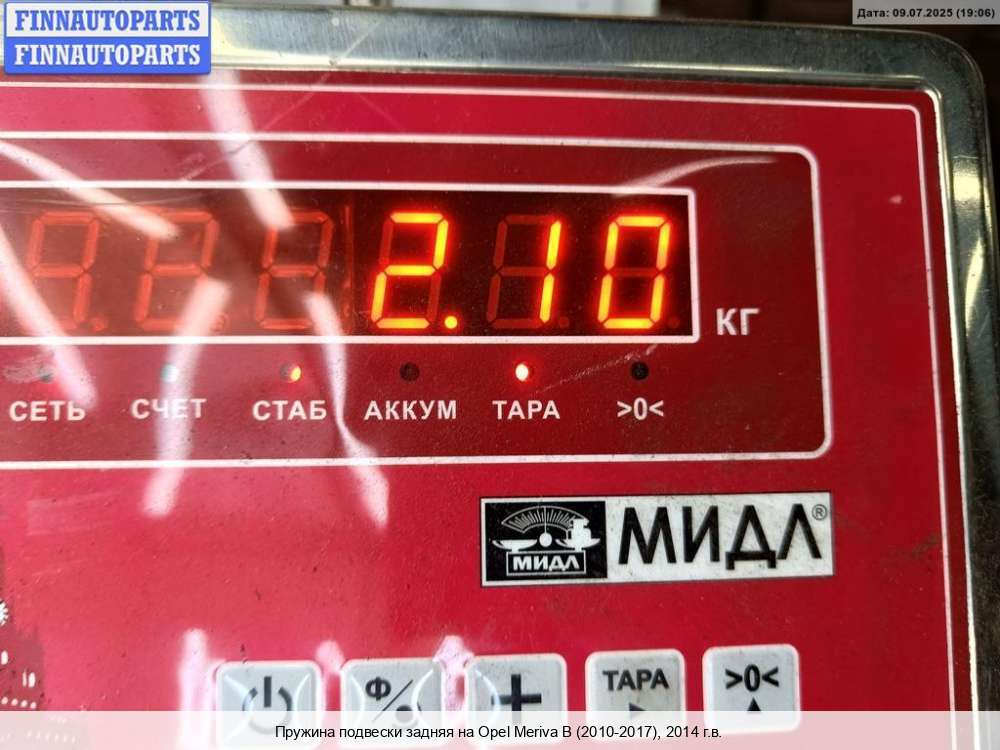 FINNAUTOPARTS
FINNAUTOPARTS
Дата: 09.07.2025 (19:06)
2.10
КГ
СЕТЬ СЧЕТ СТАБ АККУМ ТАРА >0<
МИДЛ МИДЛ®
Ф/ + ТАРА >0<
Пружина подвески задняя на Opel Meriva B (2010-2017), 2014 г.в.